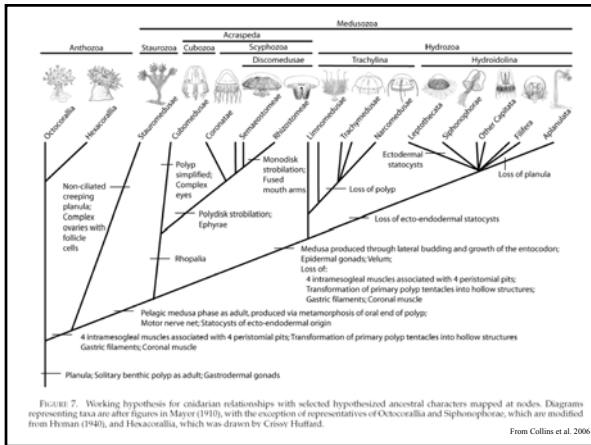 Medusozoa
Acraspeda
Anthozoa
Staurozoa
Cubozoa
Scyphozoa
Hydrozoa
Discomedusae
Trachylina
Hydroidolina
Octocorallia
Hexacorallia
Stauromedusae
Cubomedusae
Coronatae
Semaeostomeae
Rhizostomeae
Limnomedusae
Trachymedusae
Narcomedusae
Leptothecata
Siphonophorae
Other Capitata
Filifera
Aplanulata
Non-ciliated
creeping
planula;
Complex
ovaries with
follicle
cells
Polyp
simplified;
Complex
eyes
Monodisk
strobilation;
Fused
mouth arms
Ectodermal
statocysts
Loss of planula
Loss of polyp
Polydisk strobilation;
Ephyrae
Loss of ecto-endodermal statocysts
Rhopalia
Medusa produced through lateral budding and growth of the entocodon;
Epidermal gonads; Velum;
Loss of:
4 intramesogleal muscles associated with 4 peristomial pits;
Transformation of primary polyp tentacles into hollow structures;
Gastric filaments; Coronal muscle
Pelagic medusa phase as adult, produced via metamorphosis of oral end of polyp;
Motor nerve net; Statocysts of ecto-endodermal origin
4 intramesogleal muscles associated with 4 peristomial pits; Transformation of primary polyp tentacles into hollow structures
Gastric filaments; Coronal muscle
Planula; Solitary benthic polyp as adult; Gastrodermal gonads
FIGURE 7. Working hypothesis for cnidarian relationships with selected hypothesized ancestral characters mapped at nodes. Diagrams
representing taxa are after figures in Mayer (1910), with the exception of representatives of Octocorallia and Siphonophorae, which are modified
from Hyman (1940), and Hexacorallia, which was drawn by Crissy Huffard.
From Collins et al. 2006